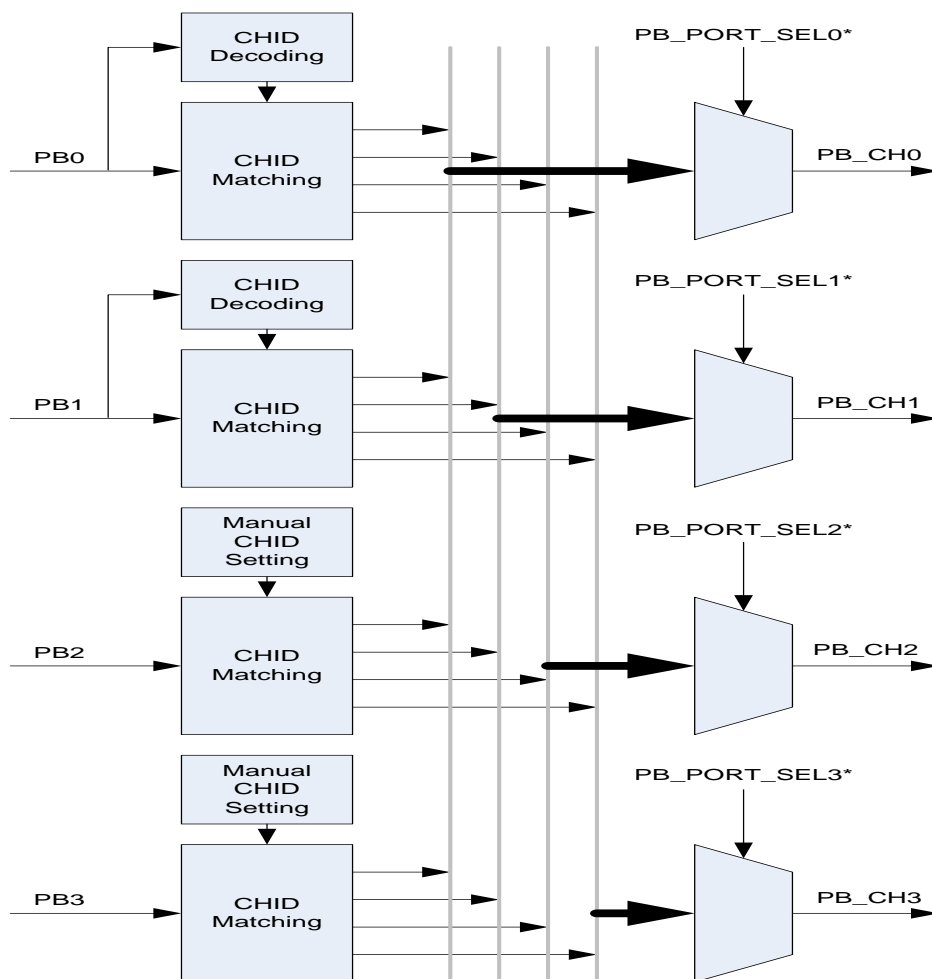 CHID
Decoding
PB_PORT_SEL0*
PB0
CHID
Matching
PB_CH0
CHID
Decoding
PB_PORT_SEL1*
PB1
CHID
Matching
PB_CH1
Manual
CHID
Setting
PB_PORT_SEL2*
PB2
CHID
Matching
PB_CH2
Manual
CHID
Setting
PB_PORT_SEL3*
PB3
CHID
Matching
PB_CH3